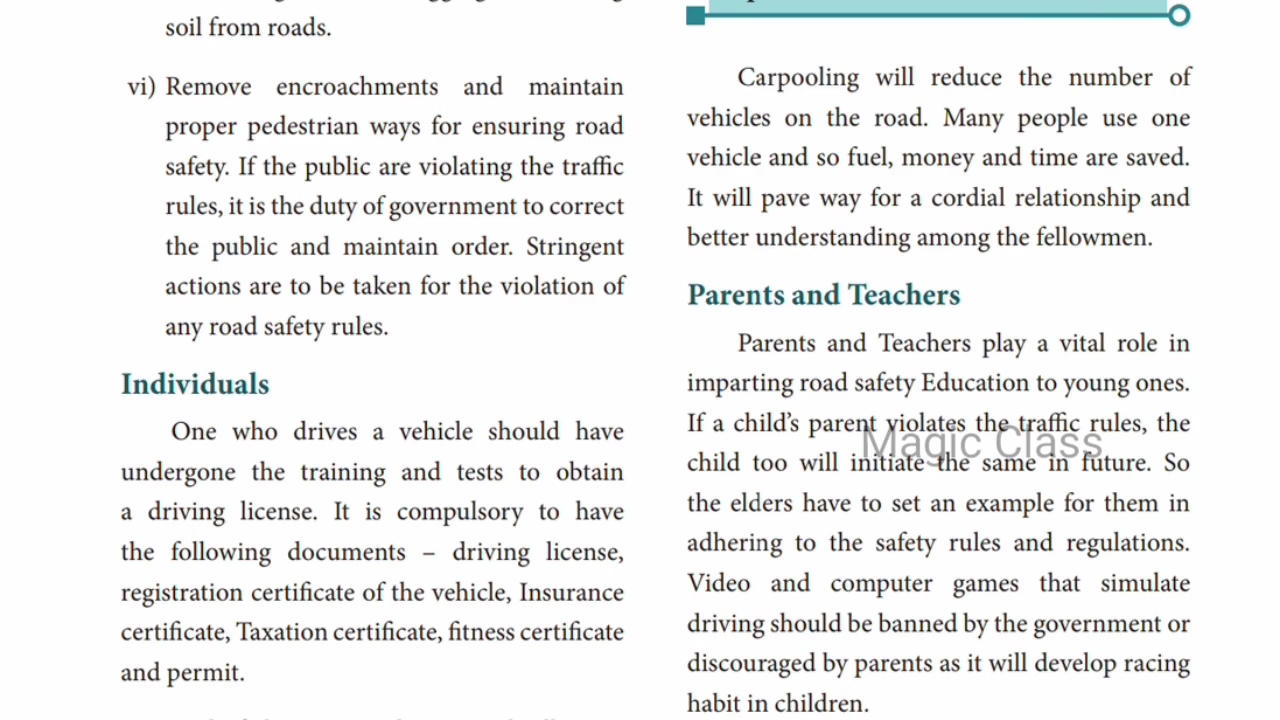 soil from roads.
vi) Remove encroachments and maintain
proper pedestrian ways for ensuring road
safety. If the public are violating the traffic
rules, it is the duty of government to correct
the public and maintain order. Stringent
actions are to be taken for the violation of
any road safety rules.
Individuals
One who drives a vehicle should have
undergone the training and tests to obtain
a driving license. It is compulsory to have
the following documents – driving license,
registration certificate of the vehicle, Insurance
certificate, Taxation certificate, fitness certificate
and permit.
Carpooling will reduce the number of
vehicles on the road. Many people use one
vehicle and so fuel, money and time are saved.
It will pave way for a cordial relationship and
better understanding among the fellowmen.
Parents and Teachers
Parents and Teachers play a vital role in
imparting road safety Education to young ones.
If a child’s parent violates the traffic rules, the
child too will initiate the same in future. So
the elders have to set an example for them in
adhering to the safety rules and regulations.
Video and computer games that simulate
driving should be banned by the government or
discouraged by parents as it will develop racing
habit in children.
Magic Class